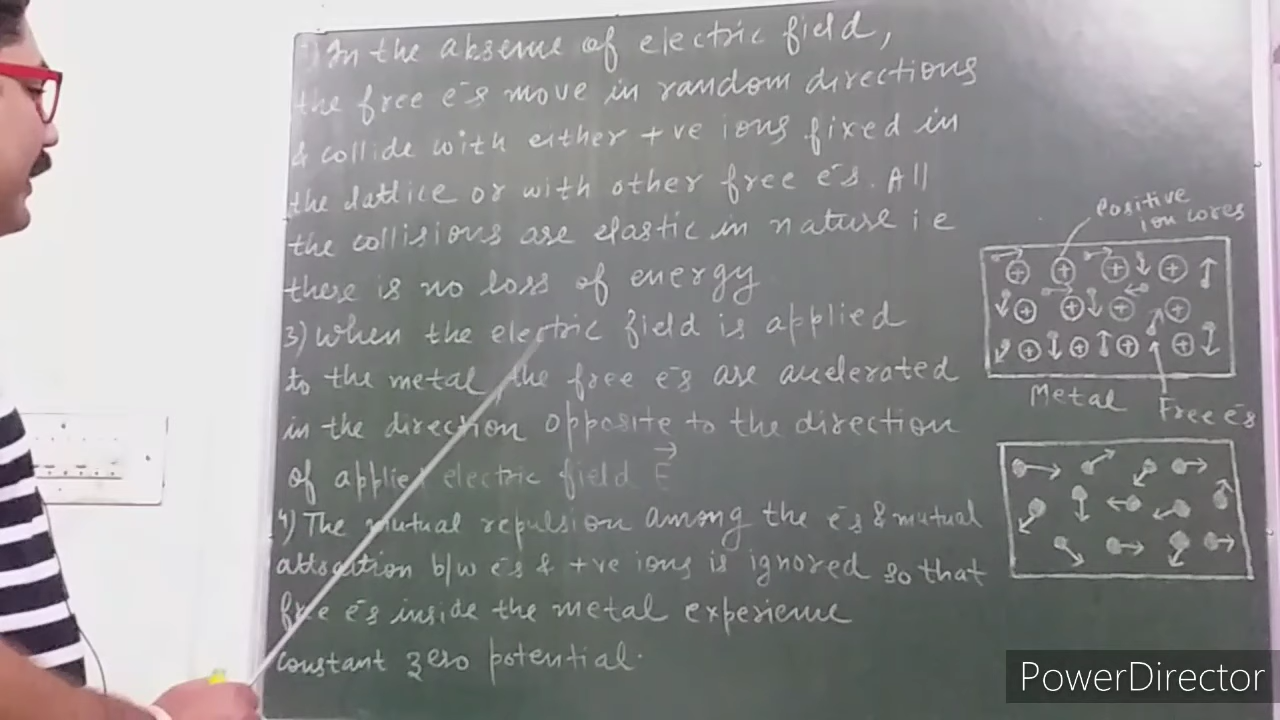 2) In the absence of electric field,
the free e⁻s move in random directions
& collide with either +ve ions fixed in
the lattice or with other free e⁻s. All
the collisions are elastic in nature i e
there is no loss of energy
3) When the electric field is applied
to the metal, the free e⁻s are accelerated
in the direction opposite to the direction
of applied electric field E⃗
4) The mutual repulsion among the e⁻s & mutual
attraction b/w e⁻s & +ve ions is ignored so that
free e⁻s inside the metal experience
constant zero potential.
Positive
ion cores
Metal
Free e⁻s
PowerDirector